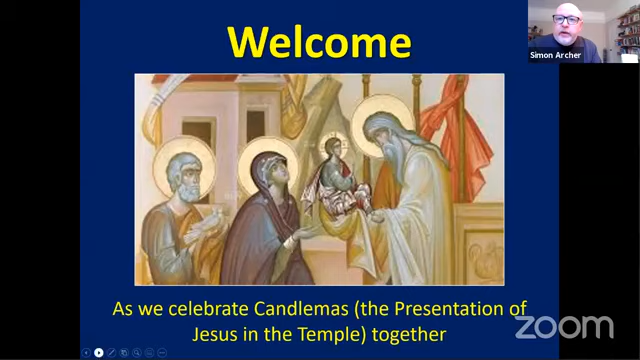 Welcome
Simon Archer
As we celebrate Candlemas (the Presentation of
Jesus in the Temple) together
zoom